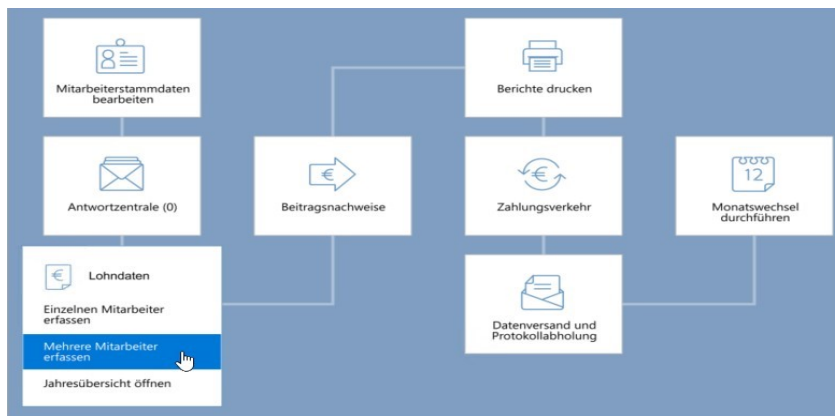 Mitarbeiterstammdaten
bearbeiten
Berichte drucken
Antwortzentrale (0)
€
Beitragsnachweise
€
Zahlungsverkehr
12
Monatswechsel
durchführen
€
Lohndaten
Einzelnen Mitarbeiter
erfassen
Mehrere Mitarbeiter
erfassen
Jahresübersicht öffnen
Datenversand und
Protokollabholung